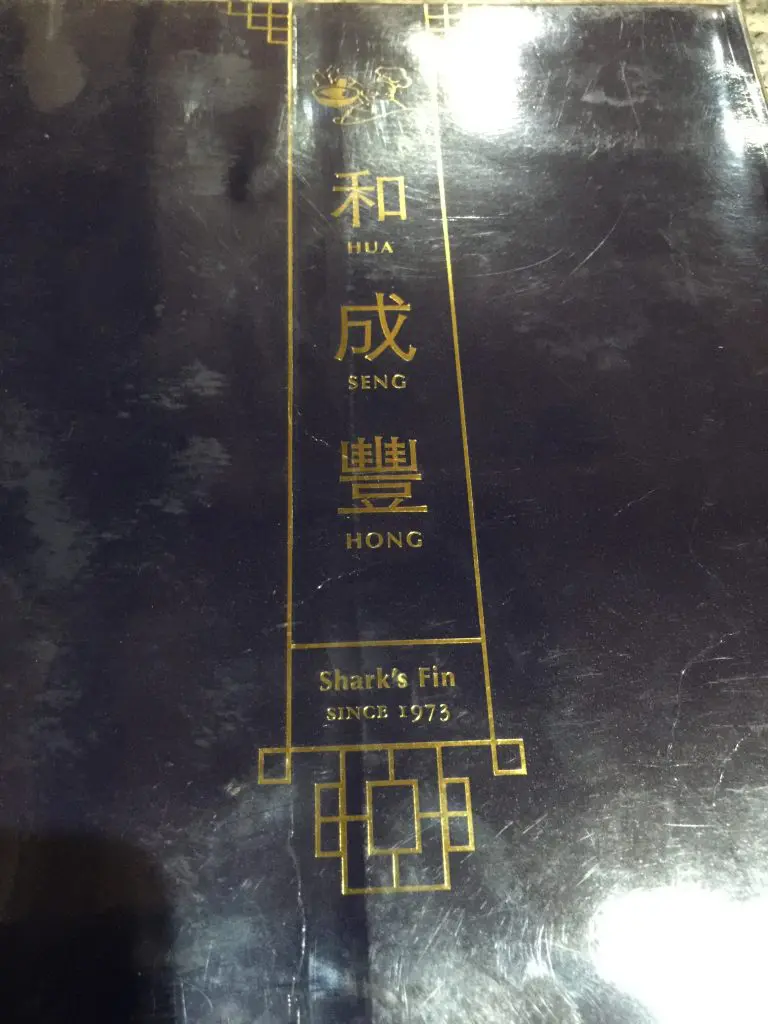 和
HUA
成
SENG
豐
HONG
Shark's Fin
SINCE 1973